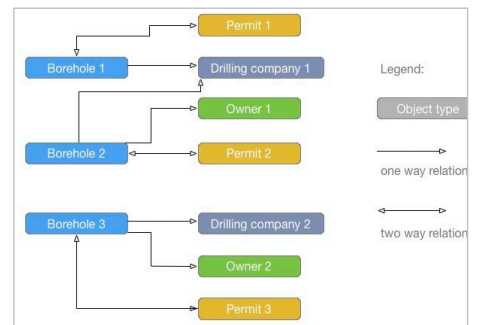 Permit 1
Borehole 1
Drilling company 1
Legend:
Owner 1
Object type
Borehole 2
Permit 2
one way relation
Borehole 3
Drilling company 2
two way relation
Owner 2
Permit 3